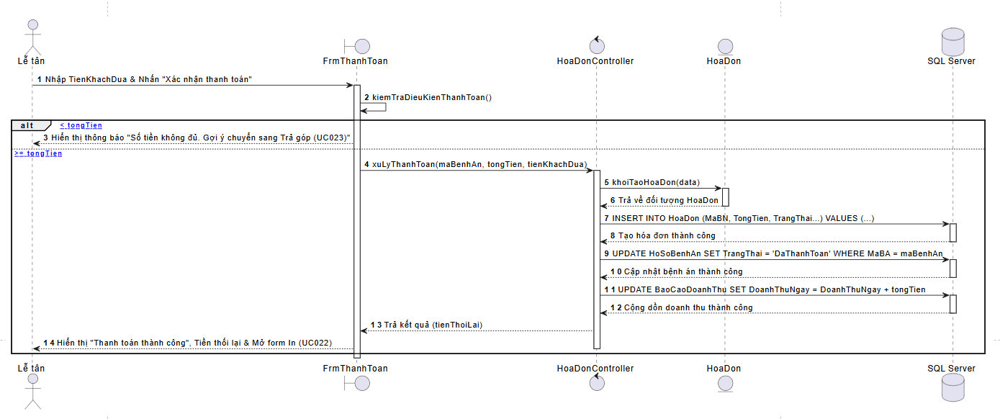 Lễ tân
FrmThanhToan
HoaDonController
HoaDon
SQL Server
1 Nhập TienKhachDua & Nhấn "Xác nhận thanh toán"
2 kiemTraDieuKienThanhToan()
alt
< tongTien
3 Hiển thị thông báo "Số tiền không đủ. Gợi ý chuyển sang Trả góp (UC023)"
>= tongTien
4 xuLyThanhToan(maBenhAn, tongTien, tienKhachDua)
5 khoiTaoHoaDon(data)
6 Trả về đối tượng HoaDon
7 INSERT INTO HoaDon (MaBN, TongTien, TrangThai...) VALUES (...)
8 Tạo hóa đơn thành công
9 UPDATE HoSoBenhAn SET TrangThai = 'DaThanhToan' WHERE MaBA = maBenhAn
10 Cập nhật bệnh án thành công
11 UPDATE BaoCaoDoanhThu SET DoanhThuNgay = DoanhThuNgay + tongTien
12 Cộng dồn doanh thu thành công
13 Trả kết quả (tienThoiLai)
14 Hiển thị "Thanh toán thành công", Tiền thối lại & Mở form In (UC022)
Lễ tân
FrmThanhToan
HoaDonController
HoaDon
SQL Server